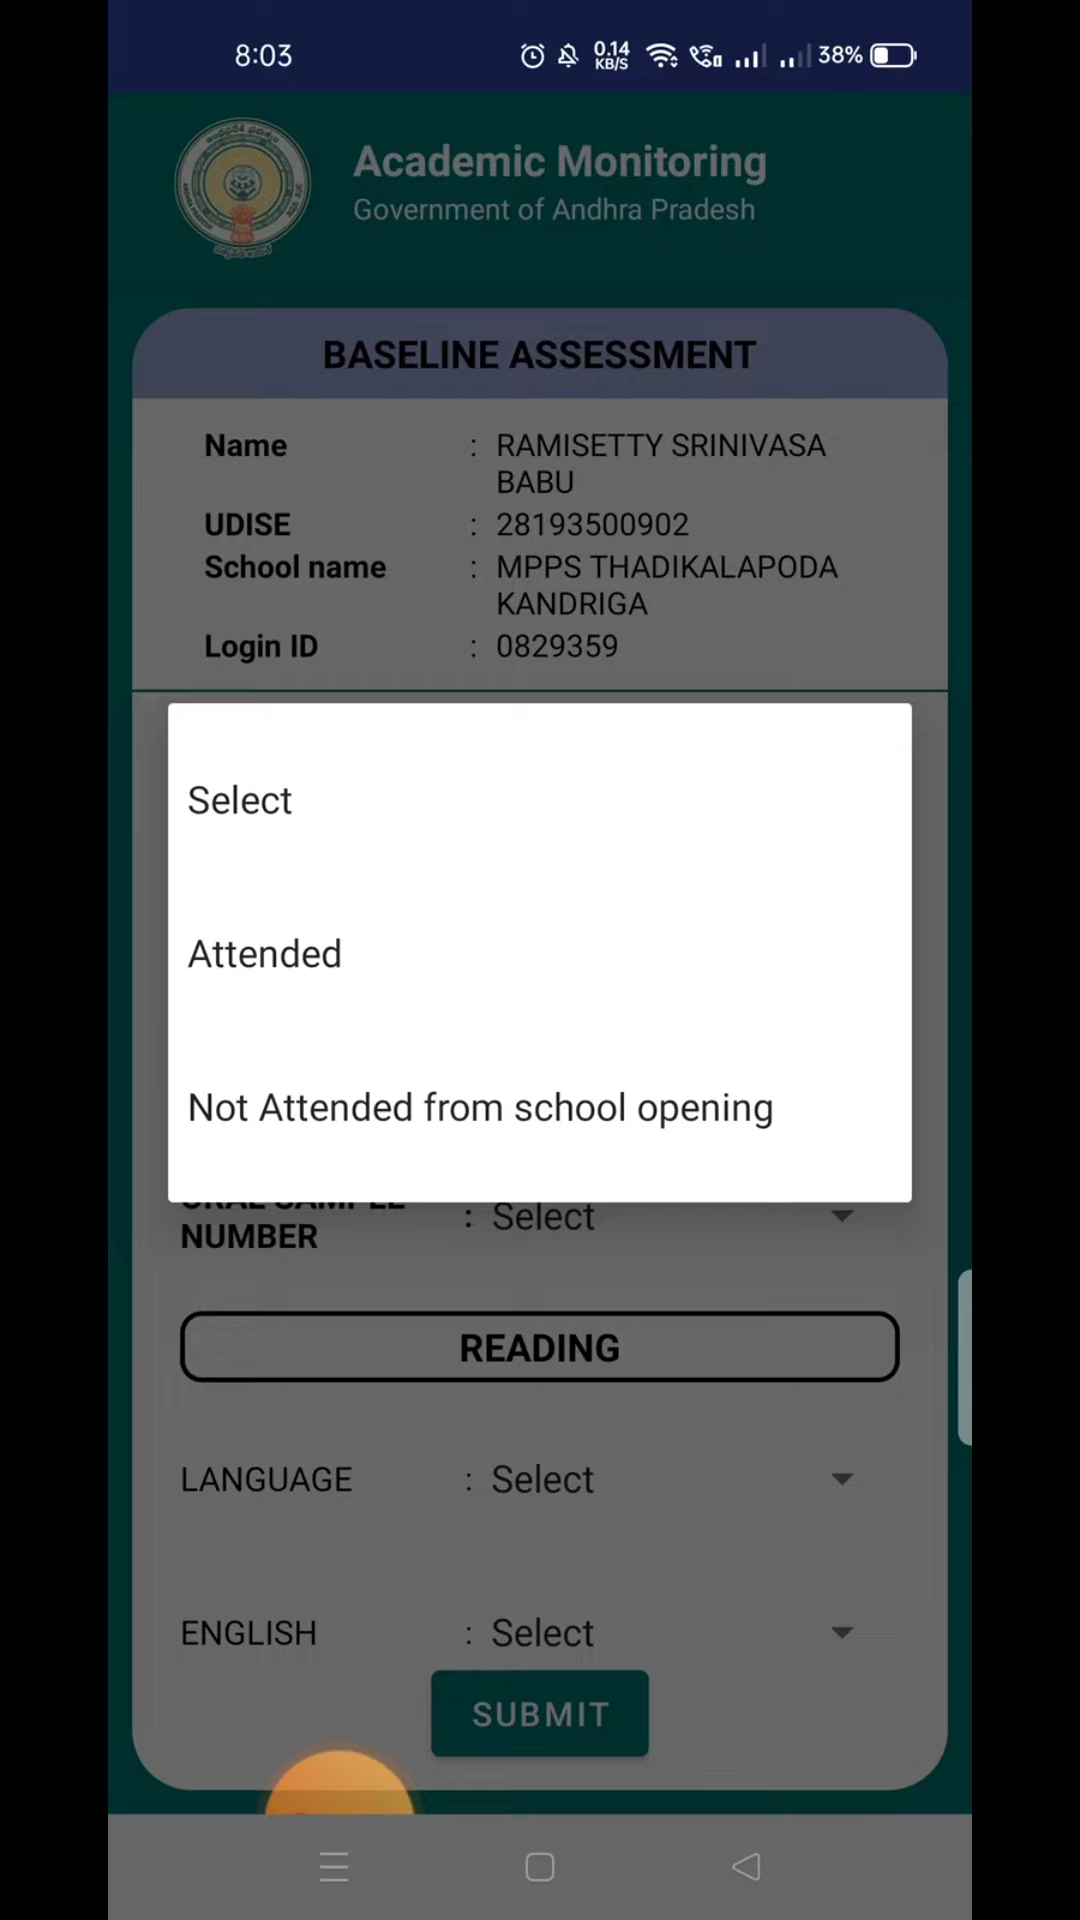 8:03
0.14
KB/S
38%
Academic Monitoring
Government of Andhra Pradesh
BASELINE ASSESSMENT
Name : RAMISETTY SRINIVASA
BABU
UDISE : 28193500902
School name : MPPS THADIKALAPODA
KANDRIGA
Login ID : 0829359
Select
Attended
Not Attended from school opening
ORAL SAMPLE
NUMBER : Select
READING
LANGUAGE : Select
ENGLISH : Select
SUBMIT